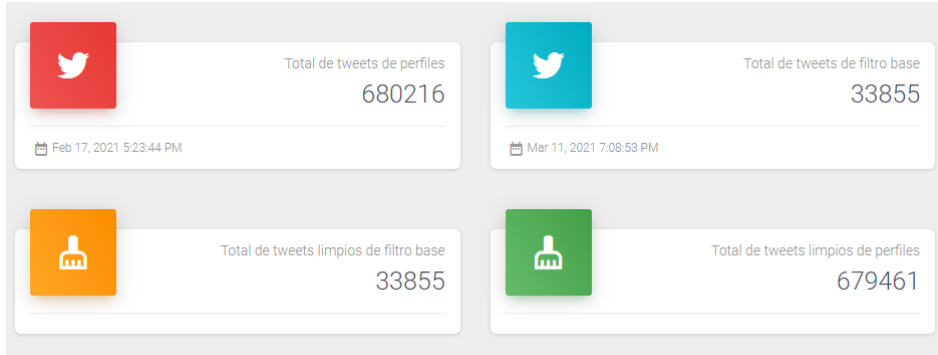 Total de tweets de perfiles
680216
Feb 17, 2021 5:23:44 PM
Total de tweets de filtro base
33855
Mar 11, 2021 7:08:53 PM
Total de tweets limpios de filtro base
33855
Total de tweets limpios de perfiles
679461